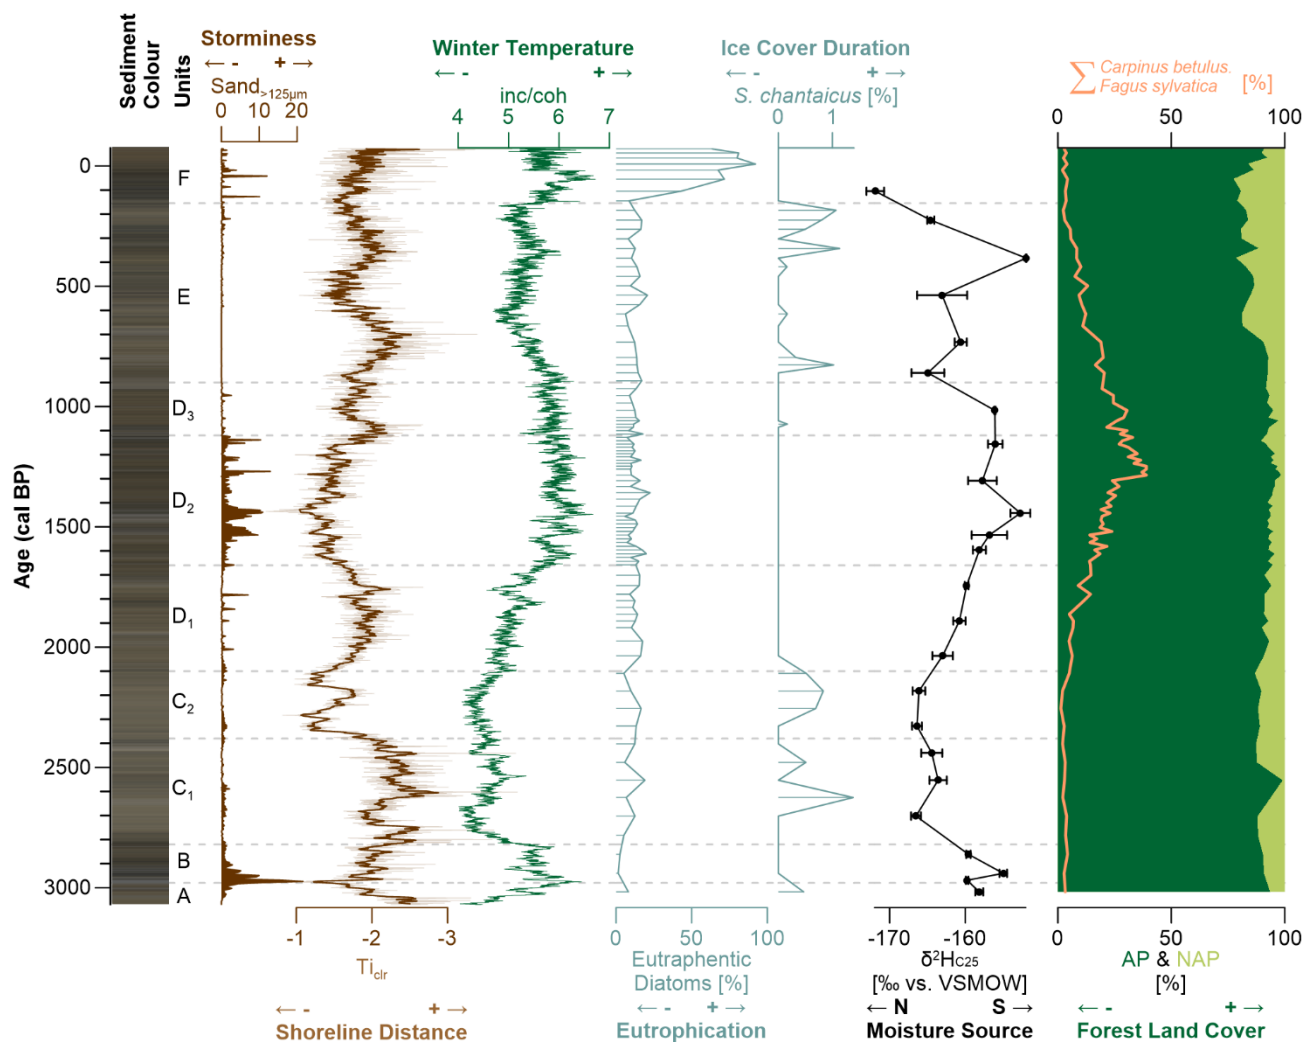 Sediment
Colour
Units
Storminess
← - + →
Sand>125µm
0 10 20
Winter Temperature
← - + →
inc/coh
4 5 6 7
Ice Cover Duration
← - + →
S. chantaicus [%]
0 1
∑ Carpinus betulus. Fagus sylvatica [%]
0 50 100
Age (cal BP)
0
500
1000
1500
2000
2500
3000
F
E
D3
D2
D1
C2
C1
B
A
-1 -2 -3
Ticlr
← - + →
Shoreline Distance
0 50 100
Eutraphentic
Diatoms [%]
← - + →
Eutrophication
-170 -160
δ²HC25
[‰ vs. VSMOW]
← N S →
Moisture Source
0 50 100
AP & NAP
[%]
← - + →
Forest Land Cover